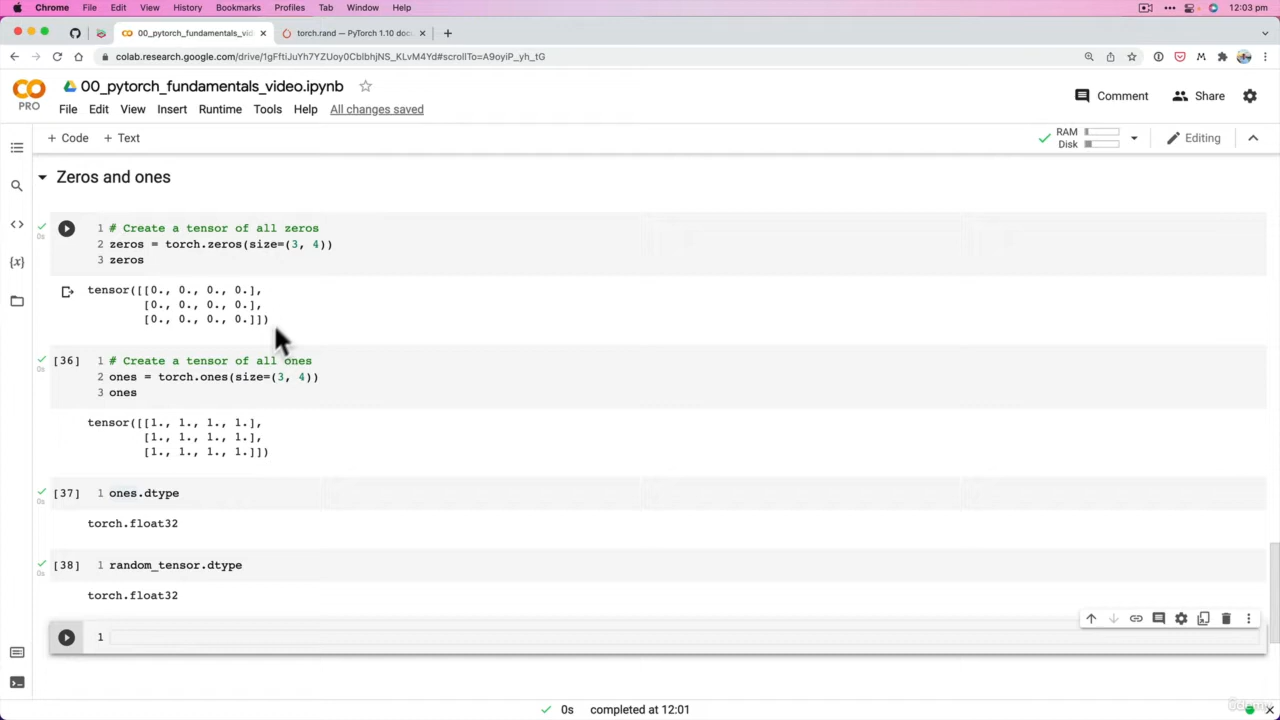 Chrome File Edit View History Bookmarks Profiles Tab Window Help 12:03 pm
00_pytorch_fundamentals_vid torch.rand — PyTorch 1.10 doc
colab.research.google.com/drive/1gFftiJuYh7YZUoy0CblbhjNS_KLvM4Yd#scrollTo=A9oyiP_yh_tG
CO 00_pytorch_fundamentals_video.ipynb
PRO File Edit View Insert Runtime Tools Help All changes saved Comment Share
+ Code + Text RAM Disk Editing
Zeros and ones
1 # Create a tensor of all zeros
2 zeros = torch.zeros(size=(3, 4))
3 zeros
0s
tensor([[0., 0., 0., 0.],
[0., 0., 0., 0.],
[0., 0., 0., 0.]])
[36] 1 # Create a tensor of all ones
2 ones = torch.ones(size=(3, 4))
3 ones
0s
tensor([[1., 1., 1., 1.],
[1., 1., 1., 1.],
[1., 1., 1., 1.]])
[37] 1 ones.dtype
0s
torch.float32
[38] 1 random_tensor.dtype
0s
torch.float32
1
0s completed at 12:01
ûdemy